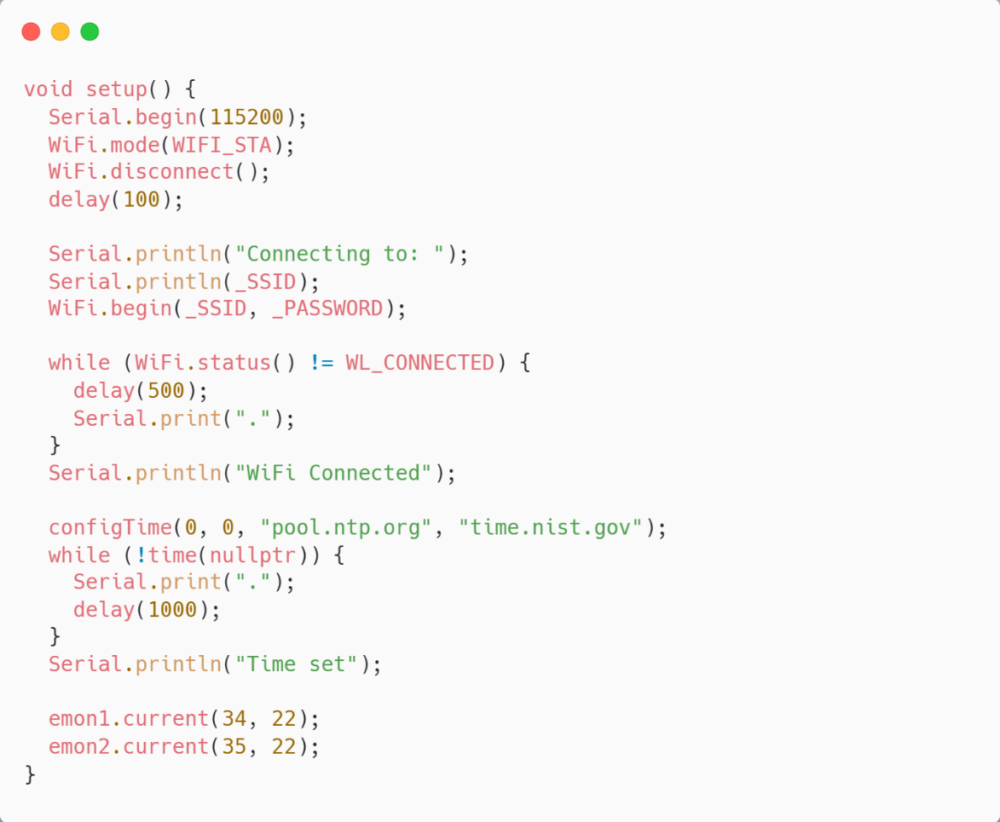 void setup() {
  Serial.begin(115200);
  WiFi.mode(WIFI_STA);
  WiFi.disconnect();
  delay(100);

  Serial.println("Connecting to: ");
  Serial.println(_SSID);
  WiFi.begin(_SSID, _PASSWORD);

  while (WiFi.status() != WL_CONNECTED) {
    delay(500);
    Serial.print(".");
  }
  Serial.println("WiFi Connected");

  configTime(0, 0, "pool.ntp.org", "time.nist.gov");
  while (!time(nullptr)) {
    Serial.print(".");
    delay(1000);
  }
  Serial.println("Time set");

  emon1.current(34, 22);
  emon2.current(35, 22);
}